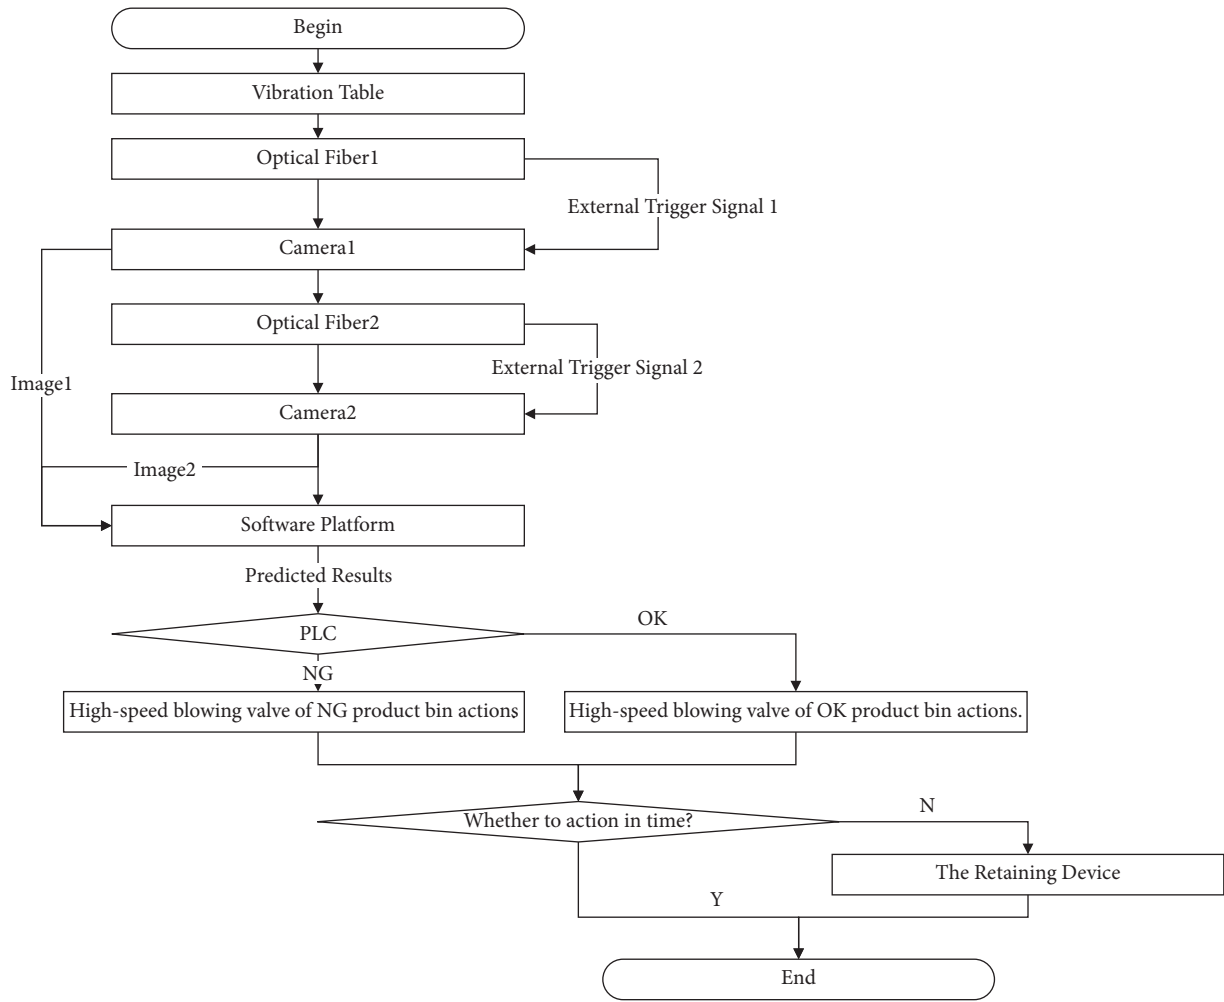 Begin
Vibration Table
Optical Fiber1
External Trigger Signal 1
Camera1
Optical Fiber2
External Trigger Signal 2
Image1
Camera2
Image2
Software Platform
Predicted Results
PLC
OK
NG
High-speed blowing valve of NG product bin actions
High-speed blowing valve of OK product bin actions.
N
Whether to action in time?
The Retaining Device
Y
End